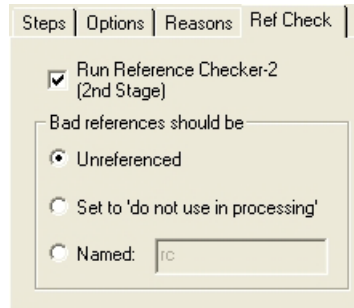 Steps Options Reasons Ref Check
Run Reference Checker-2
(2nd Stage)
Bad references should be
Unreferenced
Set to 'do not use in processing'
Named: rc